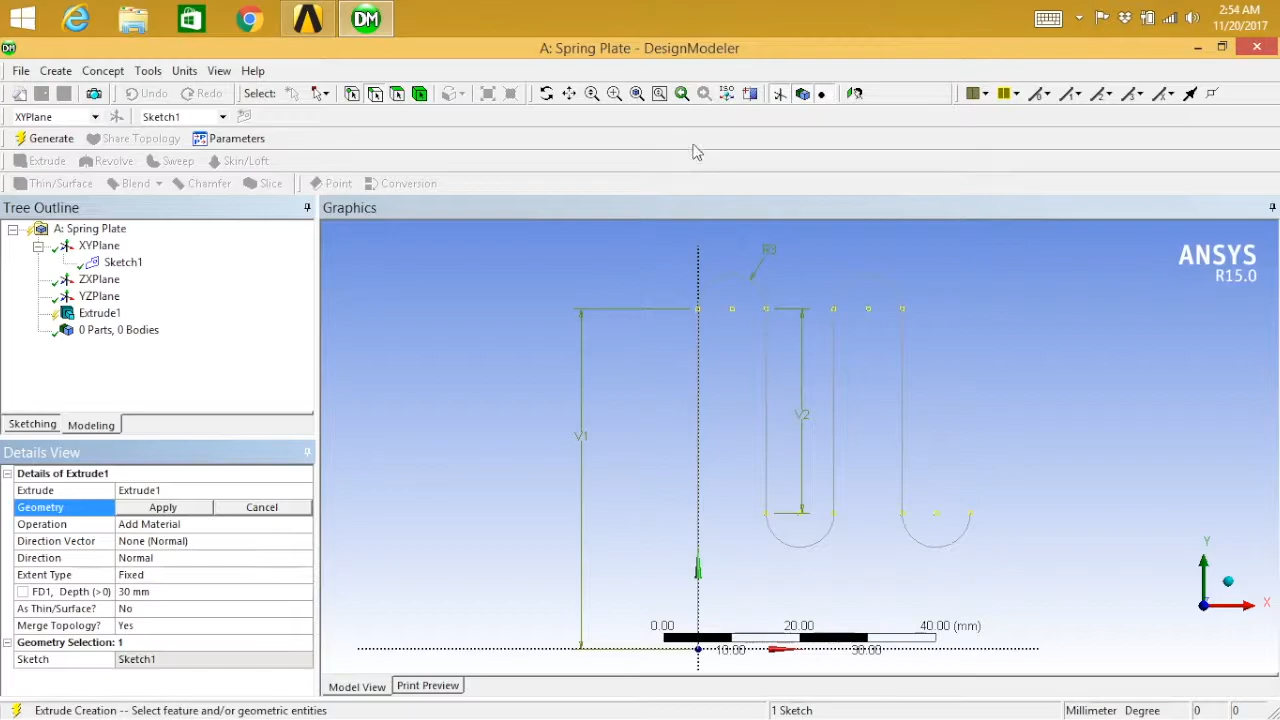 DM
2:54 AM
11/20/2017
DM
A: Spring Plate - DesignModeler
File Create Concept Tools Units View Help
Undo Redo Select:
XYPlane Sketch1
Generate Share Topology Parameters
Extrude Revolve Sweep Skin/Loft
Thin/Surface Blend Chamfer Slice Point Conversion
Tree Outline
A: Spring Plate
XYPlane
Sketch1
ZXPlane
YZPlane
Extrude1
0 Parts, 0 Bodies
Sketching Modeling
Details View
Details of Extrude1
Extrude Extrude1
Geometry Apply Cancel
Operation Add Material
Direction Vector None (Normal)
Direction Normal
Extent Type Fixed
FD1, Depth (>0) 30 mm
As Thin/Surface? No
Merge Topology? Yes
Geometry Selection: 1
Sketch Sketch1
Graphics
ANSYS
R15.0
R3
V1
V2
0.00 20.00 40.00 (mm)
10.00 30.00
Y
X
Model View Print Preview
Extrude Creation -- Select feature and/or geometric entities 1 Sketch Millimeter Degree 0 0